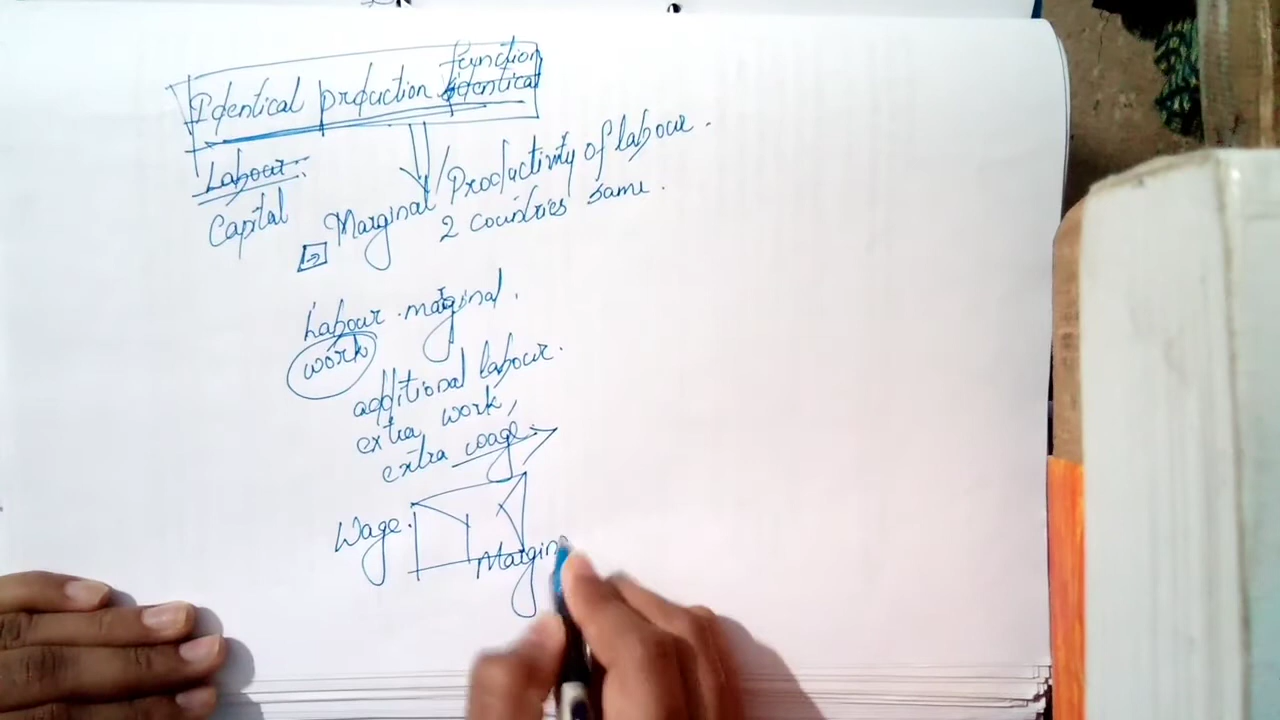 function
Identical production identical
Labour.
Capital
Marginal Productivity of labour.
2 countries same.
Labour marginal.
work
additional labour.
extra work,
extra wage
Wage.
Margin